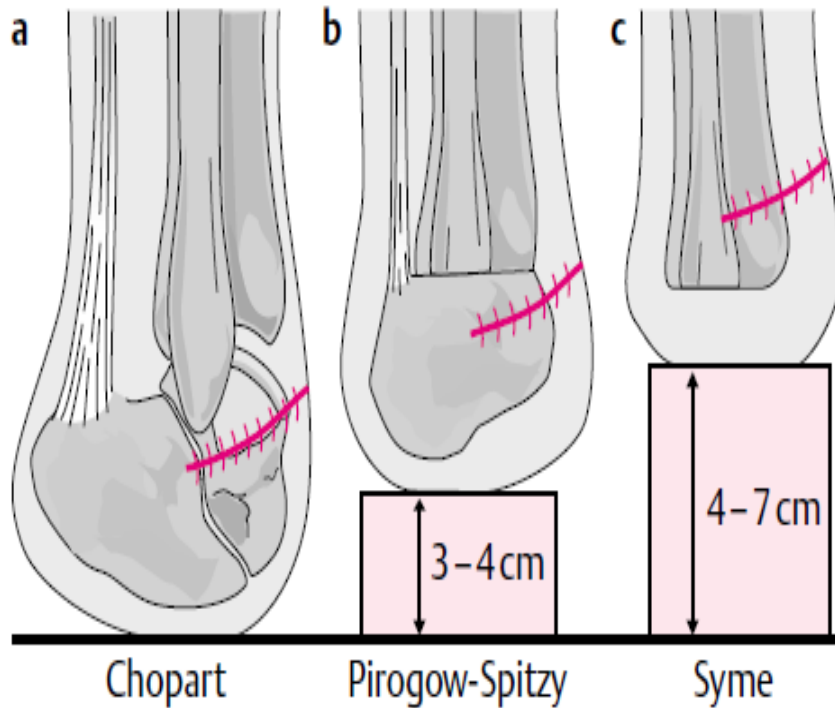 a
b
c
3–4 cm
4–7 cm
Chopart
Pirogow-Spitzy
Syme